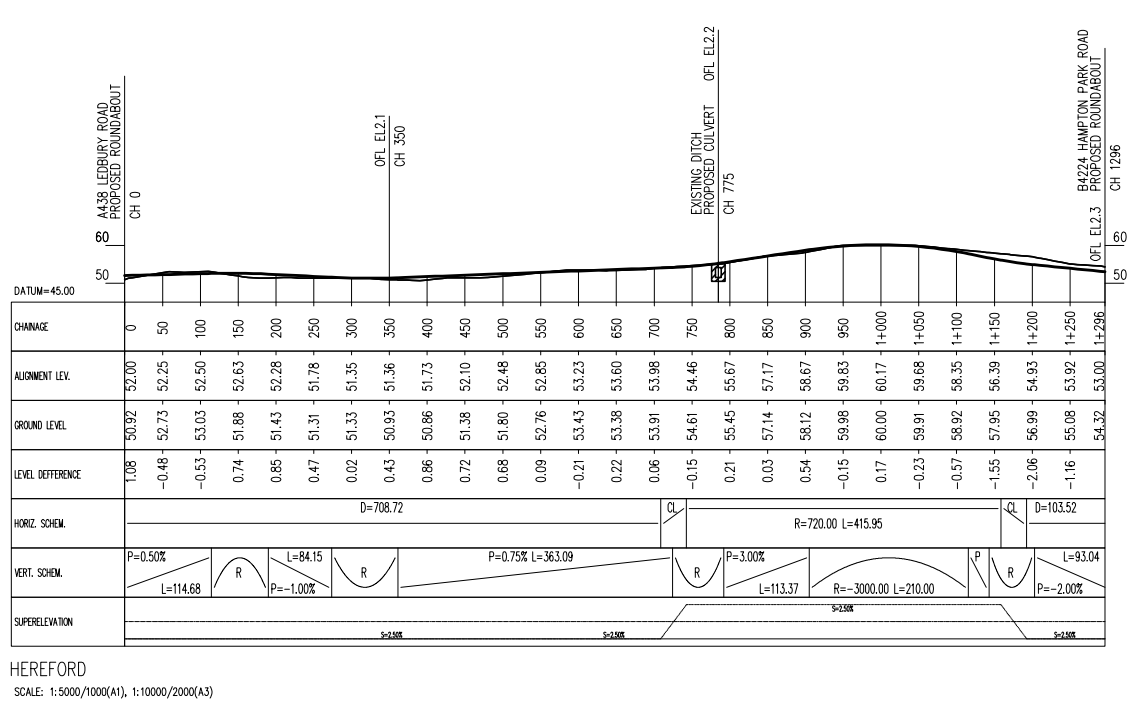 A438 LEDBURY ROAD
PROPOSED ROUNDABOUT
CH 0
OFL EL2.1
CH 350
EXISTING DITCH OFL EL2.2
PROPOSED CULVERT
CH 775
B4224 HAMPTON PARK ROAD
OFL EL2.3 PROPOSED ROUNDABOUT
CH 1296
60
50
60
50
DATUM=45.00
CHAINAGE 0 50 100 150 200 250 300 350 400 450 500 550 600 650 700 750 800 850 900 950 1+000 1+050 1+100 1+150 1+200 1+250 1+296
ALIGNMENT LEV. 52.00 52.25 52.50 52.63 52.28 51.78 51.35 51.36 51.73 52.10 52.48 52.85 53.23 53.60 53.98 54.46 55.67 57.17 58.67 59.83 60.17 59.68 58.35 56.39 54.93 53.92 53.00
GROUND LEVEL 50.92 52.73 53.03 51.88 51.43 51.31 51.33 50.93 50.86 51.38 51.80 52.76 53.43 53.38 53.91 54.61 55.45 57.14 58.12 59.98 60.00 59.91 58.92 57.95 56.99 55.08 54.32
LEVEL DEFFERENCE 1.08 -0.48 -0.53 0.74 0.85 0.47 0.02 0.43 0.86 0.72 0.68 0.09 -0.21 0.22 0.06 -0.15 0.21 0.03 0.54 -0.15 0.17 -0.23 -0.57 -1.55 -2.06 -1.16
HORIZ. SCHEM. D=708.72 CL R=720.00 L=415.95 CL D=103.52
VERT. SCHEM. P=0.50% L=114.68 R L=84.15 P=-1.00% R P=0.75% L=363.09 R P=3.00% L=113.37 R=-3000.00 L=210.00 P R L=93.04 P=-2.00%
SUPERELEVATION S=2.50% S=2.50% S=2.50% S=2.50%
HEREFORD
SCALE: 1:5000/1000(A1), 1:10000/2000(A3)